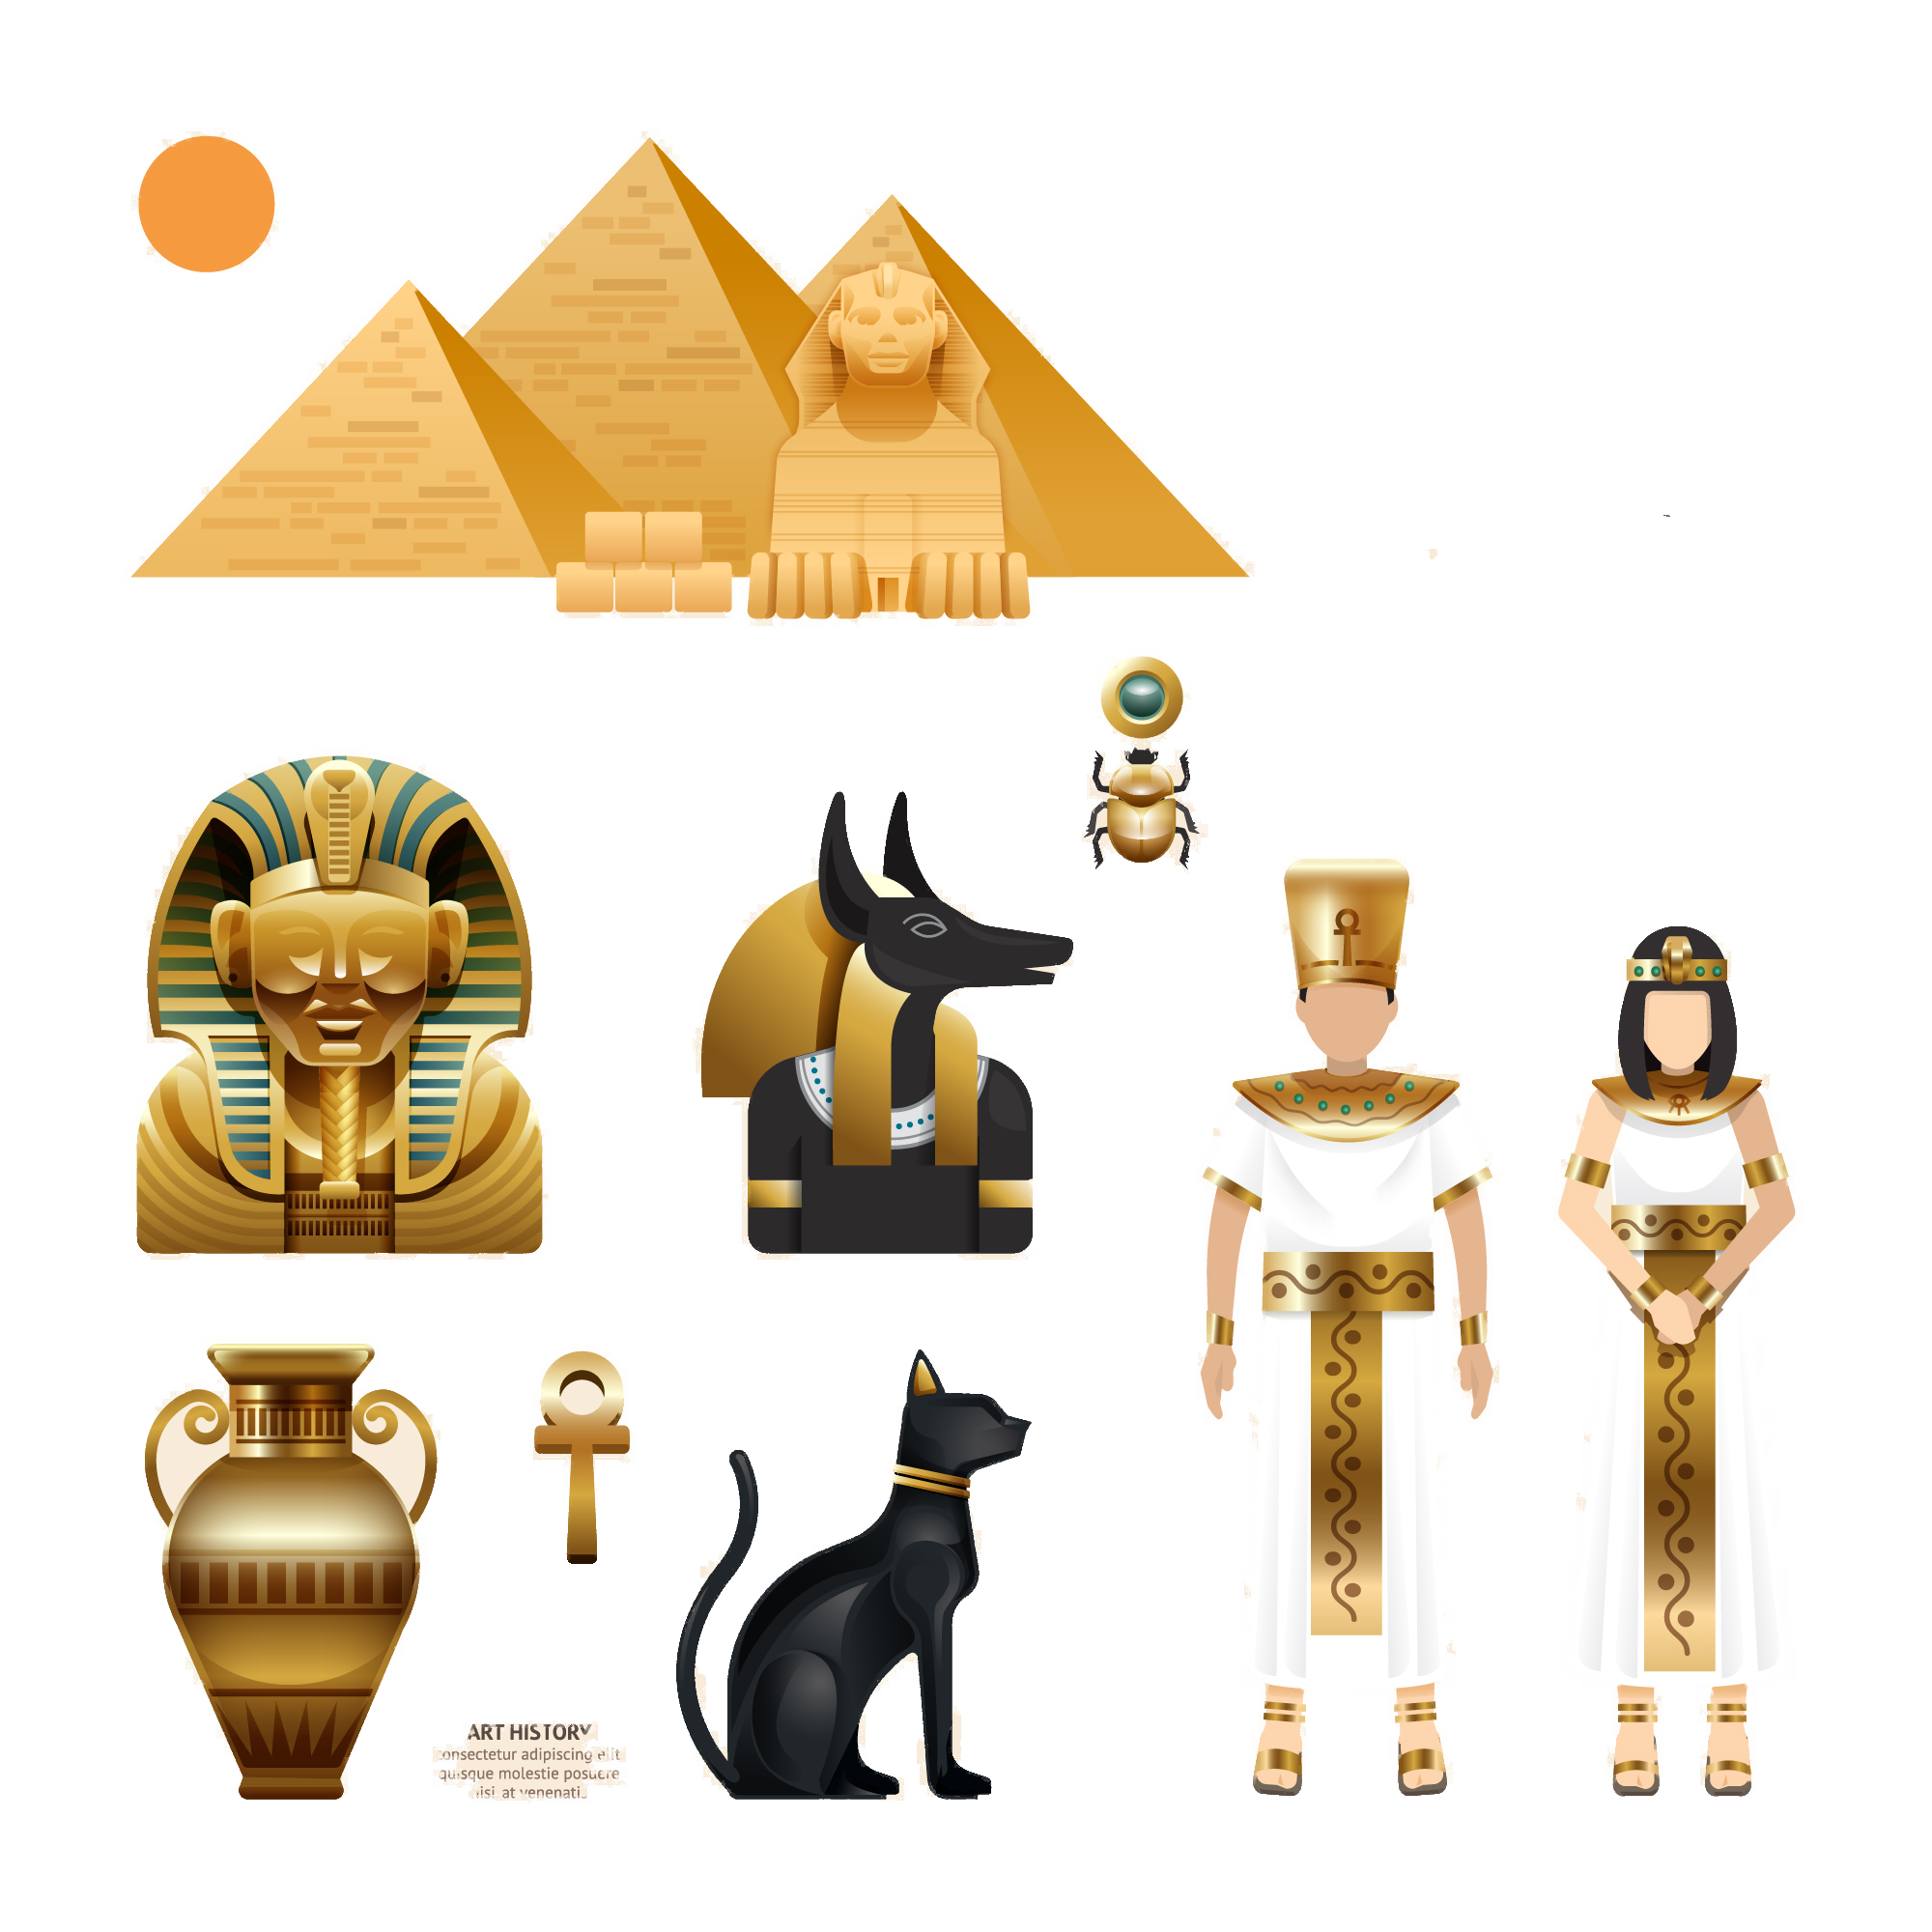 ART HISTORY
consectetur adipiscing elit
quisque molestie posuere
nisi, at venenatis